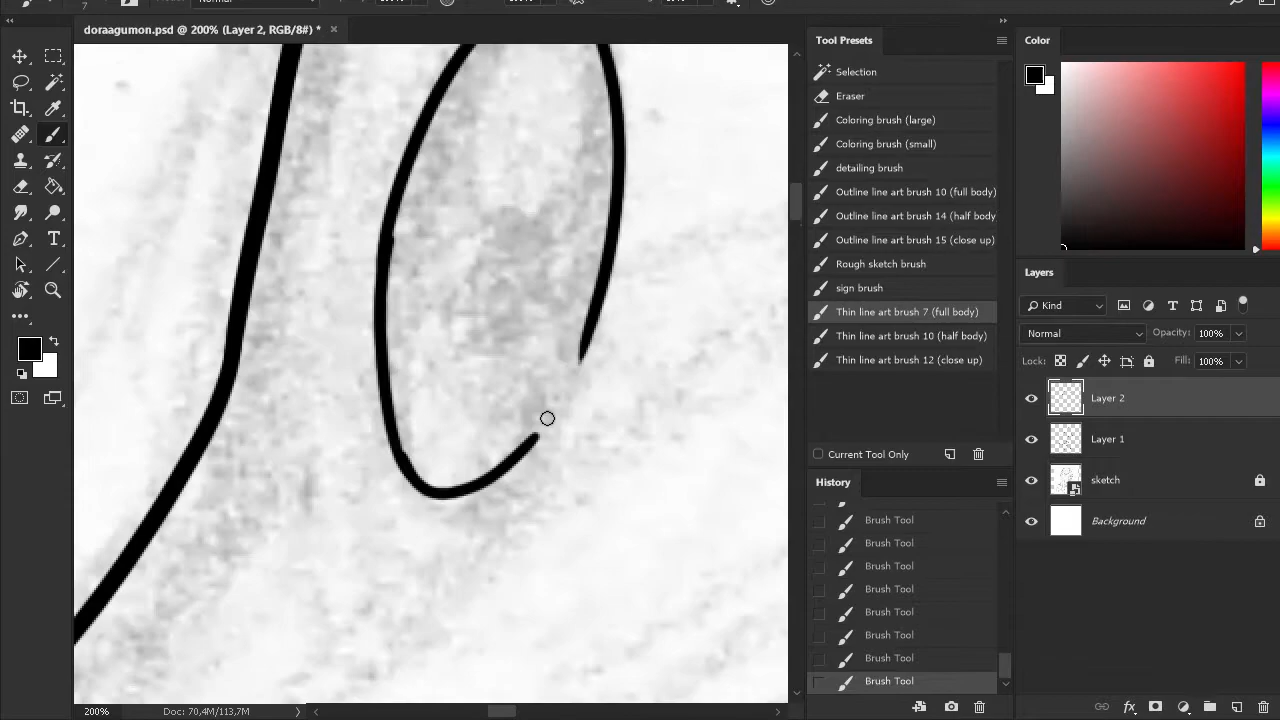 7
Normal
doraagumon.psd @ 200% (Layer 2, RGB/8#) *
Tool Presets
Selection
Eraser
Coloring brush (large)
Coloring brush (small)
detailing brush
Outline line art brush 10 (full body)
Outline line art brush 14 (half body
Outline line art brush 15 (close up)
Rough sketch brush
sign brush
Thin line art brush 7 (full body)
Thin line art brush 10 (half body)
Thin line art brush 12 (close up)
Current Tool Only
History
Brush Tool
Brush Tool
Brush Tool
Brush Tool
Brush Tool
Brush Tool
Brush Tool
Brush Tool
Color
Layers
Kind
Normal
Opacity: 100%
Lock:
Fill: 100%
Layer 2
Layer 1
sketch
Background
200%
Doc: 70,4M/113,7M